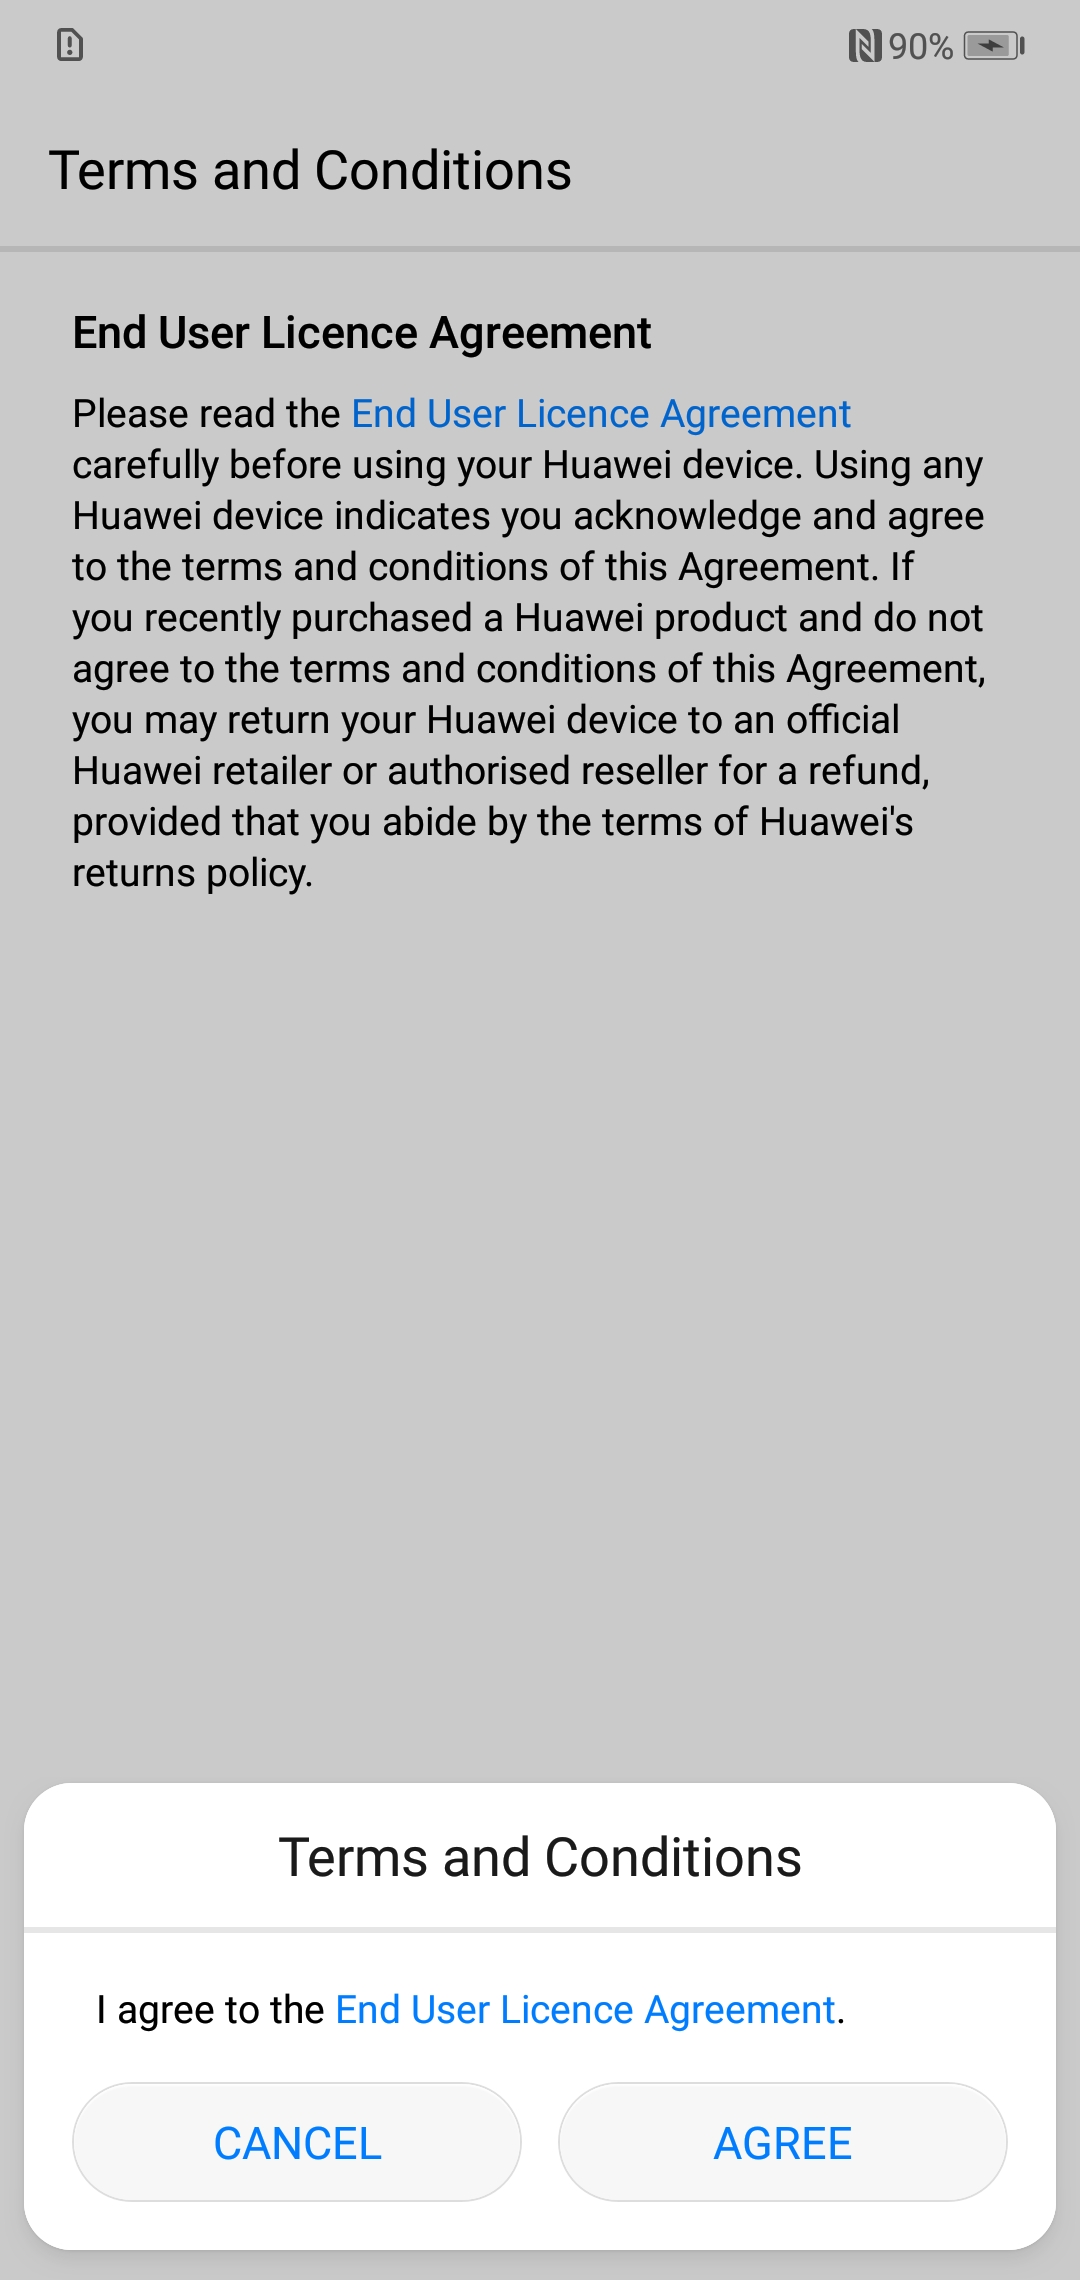 90%
Terms and Conditions
End User Licence Agreement
Please read the End User Licence Agreement
carefully before using your Huawei device. Using any
Huawei device indicates you acknowledge and agree
to the terms and conditions of this Agreement. If
you recently purchased a Huawei product and do not
agree to the terms and conditions of this Agreement,
you may return your Huawei device to an official
Huawei retailer or authorised reseller for a refund,
provided that you abide by the terms of Huawei's
returns policy.
Terms and Conditions
I agree to the End User Licence Agreement.
CANCEL
AGREE